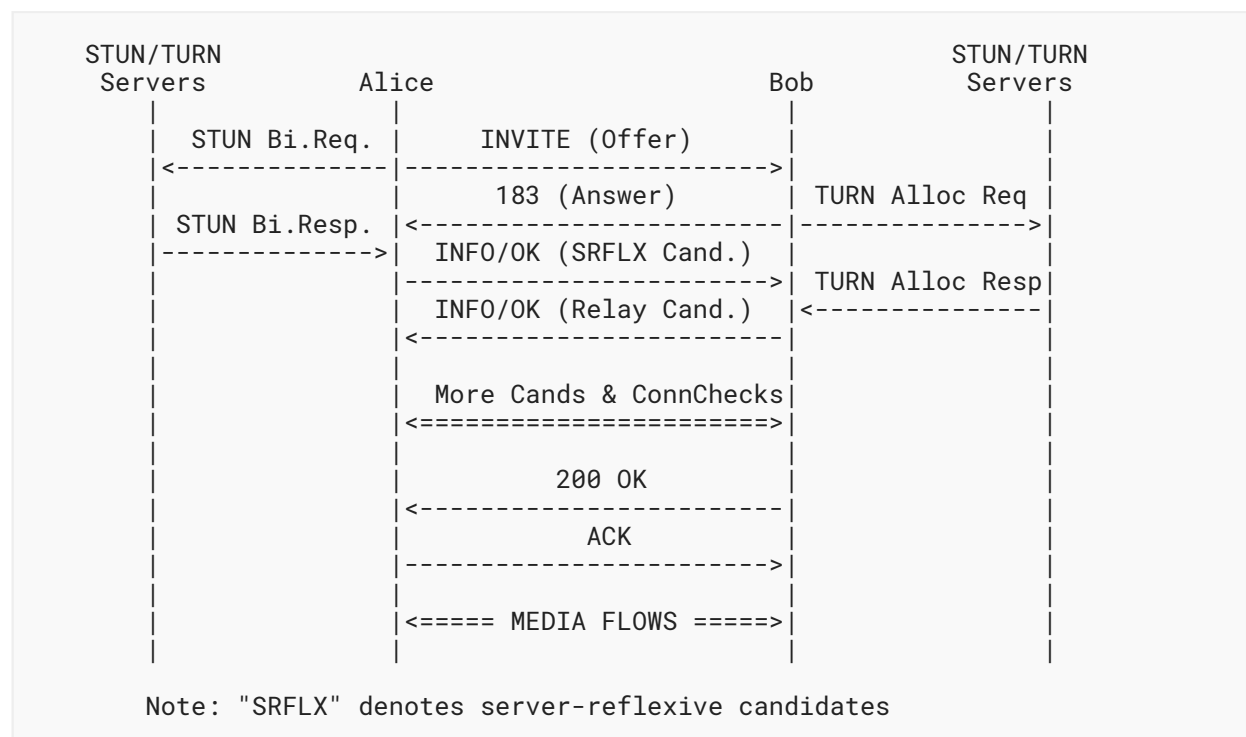 STUN/TURN                                                STUN/TURN
 Servers          Alice                      Bob          Servers
    |               |                         |                |
    |  STUN Bi.Req. |     INVITE (Offer)      |                |
    |<--------------|------------------------>|                |
    |               |      183 (Answer)       | TURN Alloc Req |
    | STUN Bi.Resp. |<------------------------|--------------->|
    |-------------->|  INFO/OK (SRFLX Cand.)  |                |
    |               |------------------------>| TURN Alloc Resp|
    |               |  INFO/OK (Relay Cand.)  |<---------------|
    |               |<------------------------|                |
    |               |                         |                |
    |               |  More Cands & ConnChecks|                |
    |               |<=======================>|                |
    |               |                         |                |
    |               |          200 OK         |                |
    |               |<------------------------|                |
    |               |            ACK          |                |
    |               |------------------------>|                |
    |               |                         |                |
    |               |<===== MEDIA FLOWS =====>|                |
    |               |                         |                |
Note: "SRFLX" denotes server-reflexive candidates